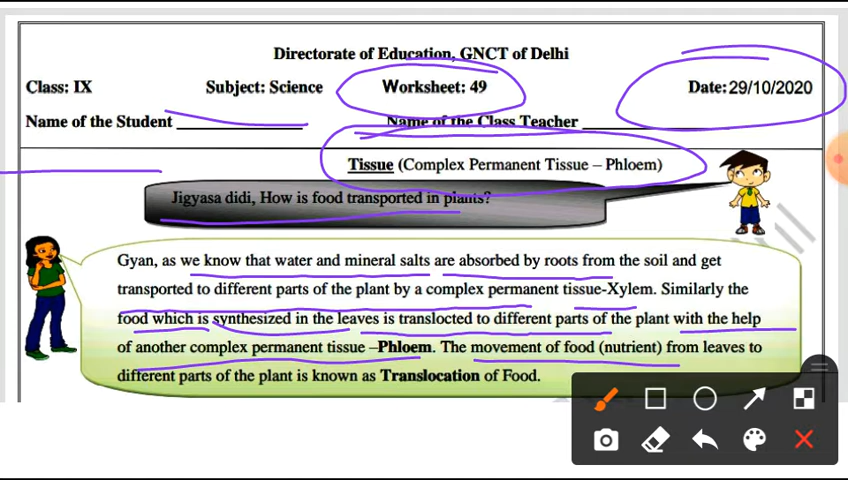 Directorate of Education, GNCT of Delhi
Class: IX Subject: Science Worksheet: 49 Date: 29/10/2020
Name of the Student ______________ Name of the Class Teacher ______________
Tissue (Complex Permanent Tissue – Phloem)
Jigyasa didi, How is food transported in plants?
Gyan, as we know that water and mineral salts are absorbed by roots from the soil and get
transported to different parts of the plant by a complex permanent tissue-Xylem. Similarly the
food which is synthesized in the leaves is translocted to different parts of the plant with the help
of another complex permanent tissue –Phloem. The movement of food (nutrient) from leaves to
different parts of the plant is known as Translocation of Food.